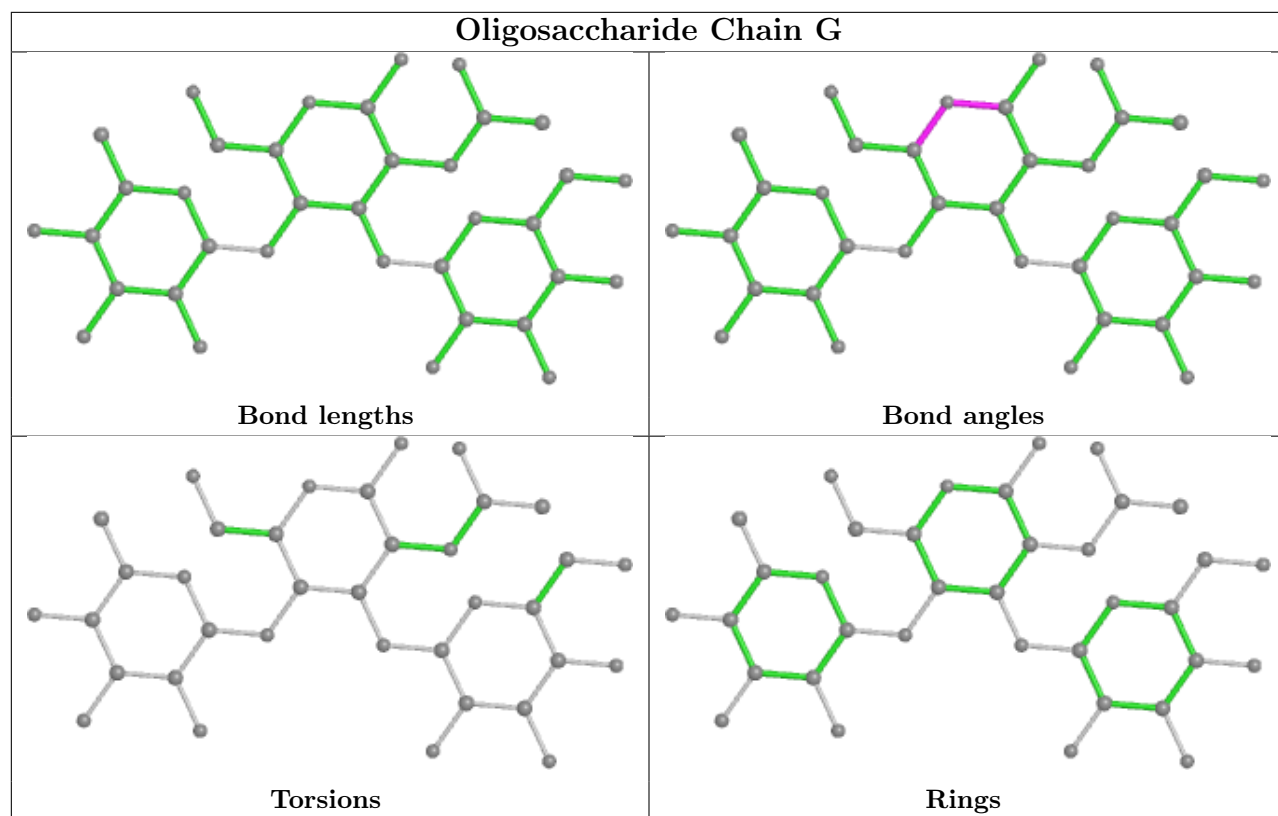 Oligosaccharide Chain G
Bond lengths
Bond angles
Torsions
Rings